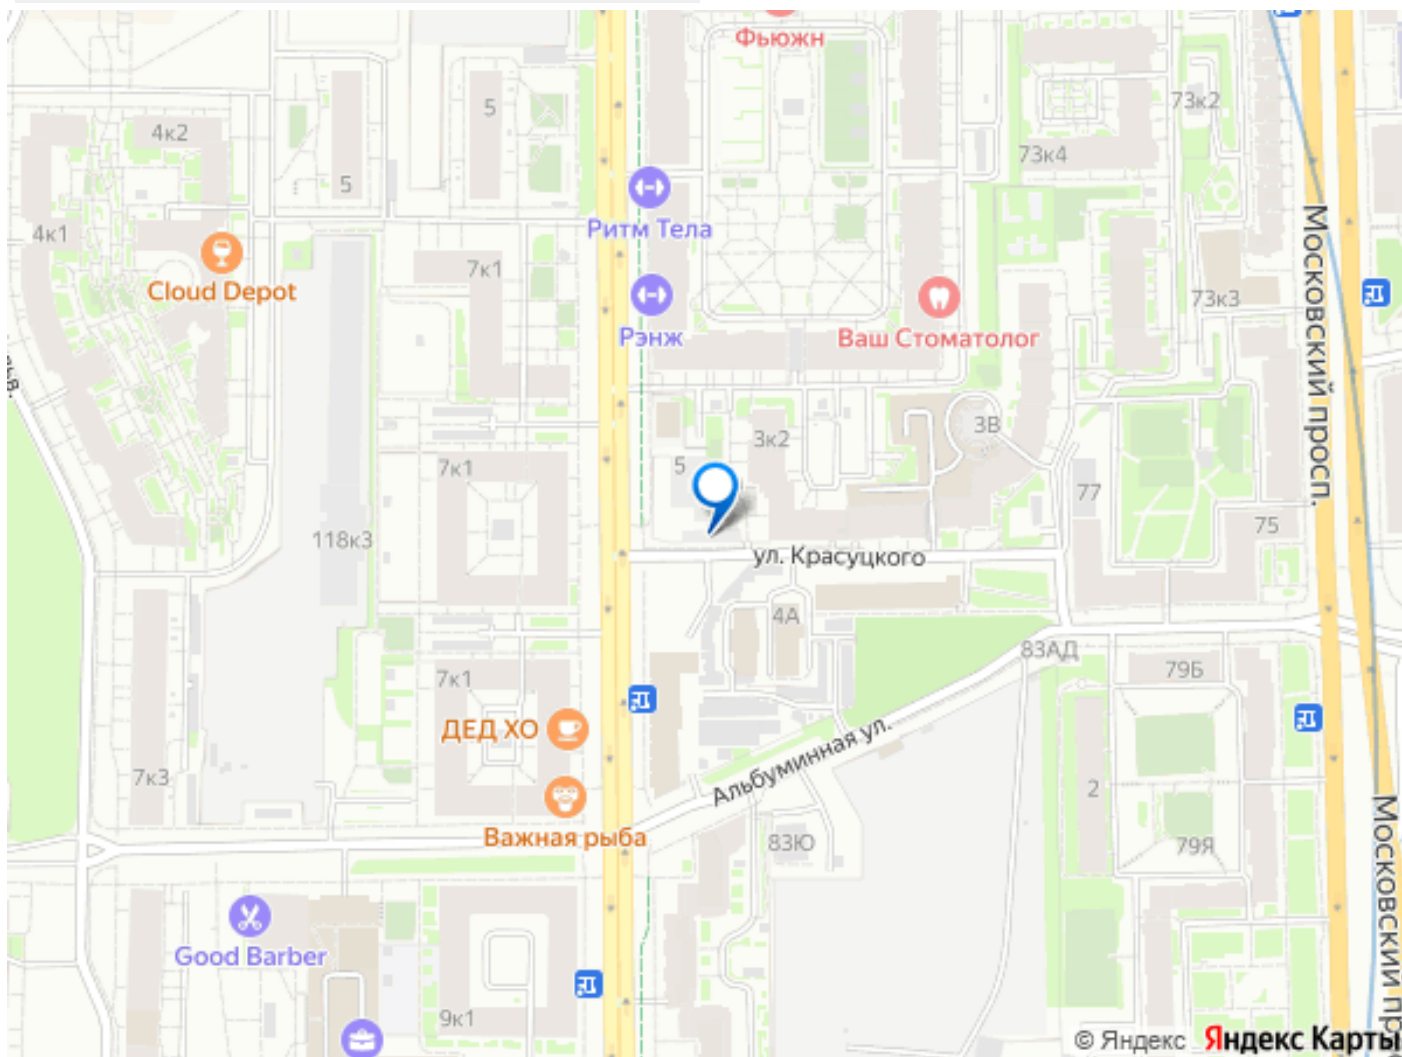 Фьюжн
73к2
5
4к2
73к4
5
Московский просп.
Ритм Тела
4к1
7к1
Cloud Depot
73к3
Рэнж
Ваш Стоматолог
3В
3к2
5
7к1
77
75
118к3
ул. Красуцкого
4А
83АД
79Б
7к1
ДЕД ХО
Альбуминная ул.
7к3
2
Важная рыба
83Ю
79Я
Московский пр
Good Barber
9к1
© Яндекс Яндекс Карты